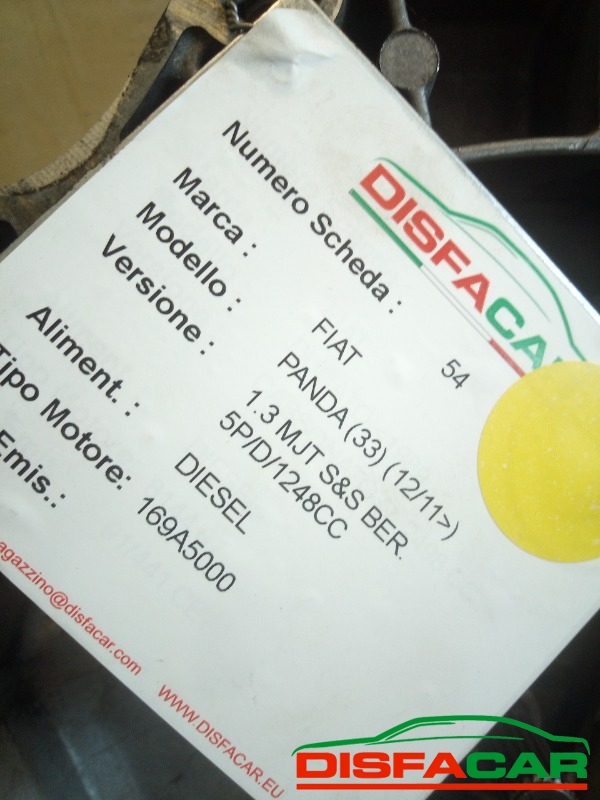 DISFACAR
Numero Scheda : 54
Marca : FIAT
Modello : PANDA (33) (12/11>)
Versione : 1.3 MJT S&S BER.
5P/D/1248CC
Aliment. : DIESEL
Tipo Motore: 169A5000
Emis.:
agazzino@disfacar.com
WWW.DISFACAR.EU
DISFACAR